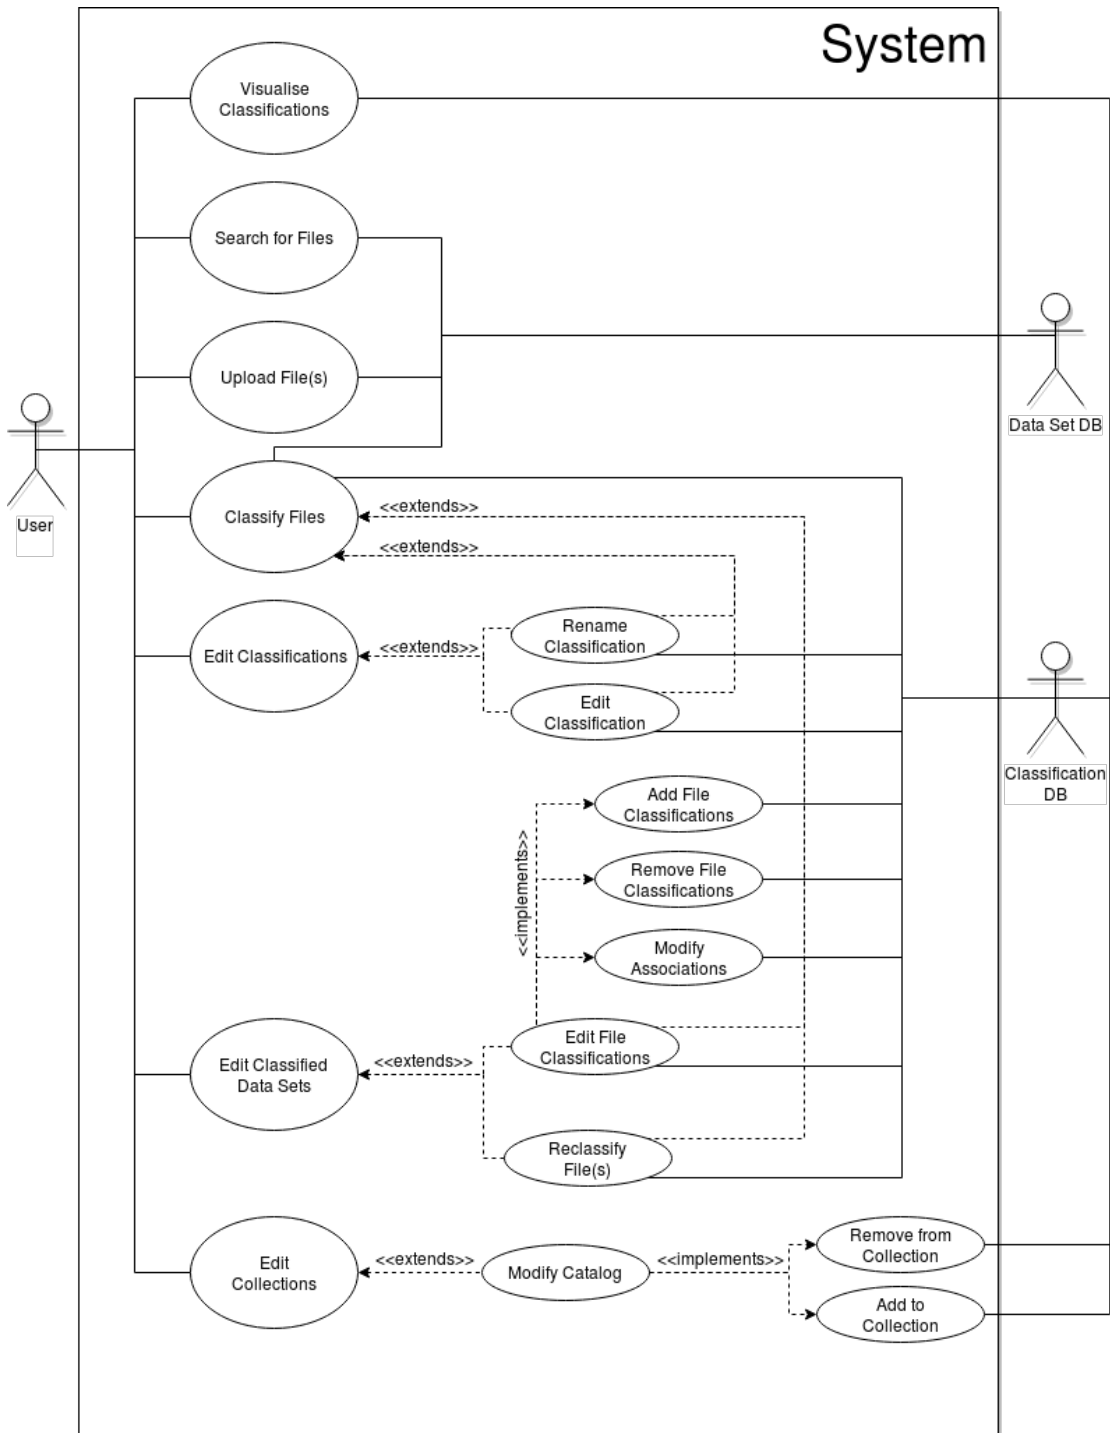 System
Visualise
Classifications
Search for Files
Upload File(s)
Data Set DB
User
Classify Files
<<extends>>
<<extends>>
Edit Classifications
<<extends>>
Rename
Classification
Edit
Classification
Classification
DB
Add File
Classifications
Remove File
Classifications
<<implements>>
Modify
Associations
Edit File
Classifications
Edit Classified
Data Sets
<<extends>>
Reclassify
File(s)
Edit
Collections
<<extends>>
Modify Catalog
<<implements>>
Remove from
Collection
Add to
Collection